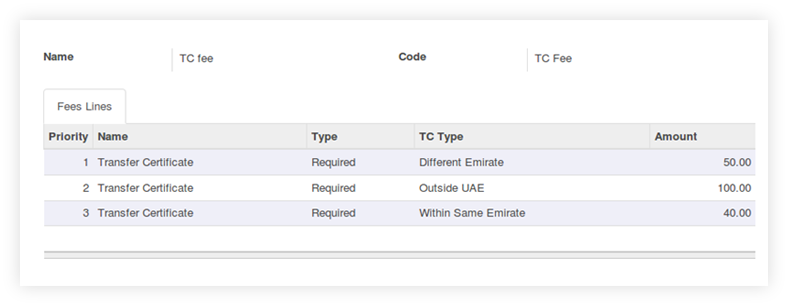 Name TC fee Code TC Fee
Fees Lines
Priority Name Type TC Type Amount
1 Transfer Certificate Required Different Emirate 50.00
2 Transfer Certificate Required Outside UAE 100.00
3 Transfer Certificate Required Within Same Emirate 40.00